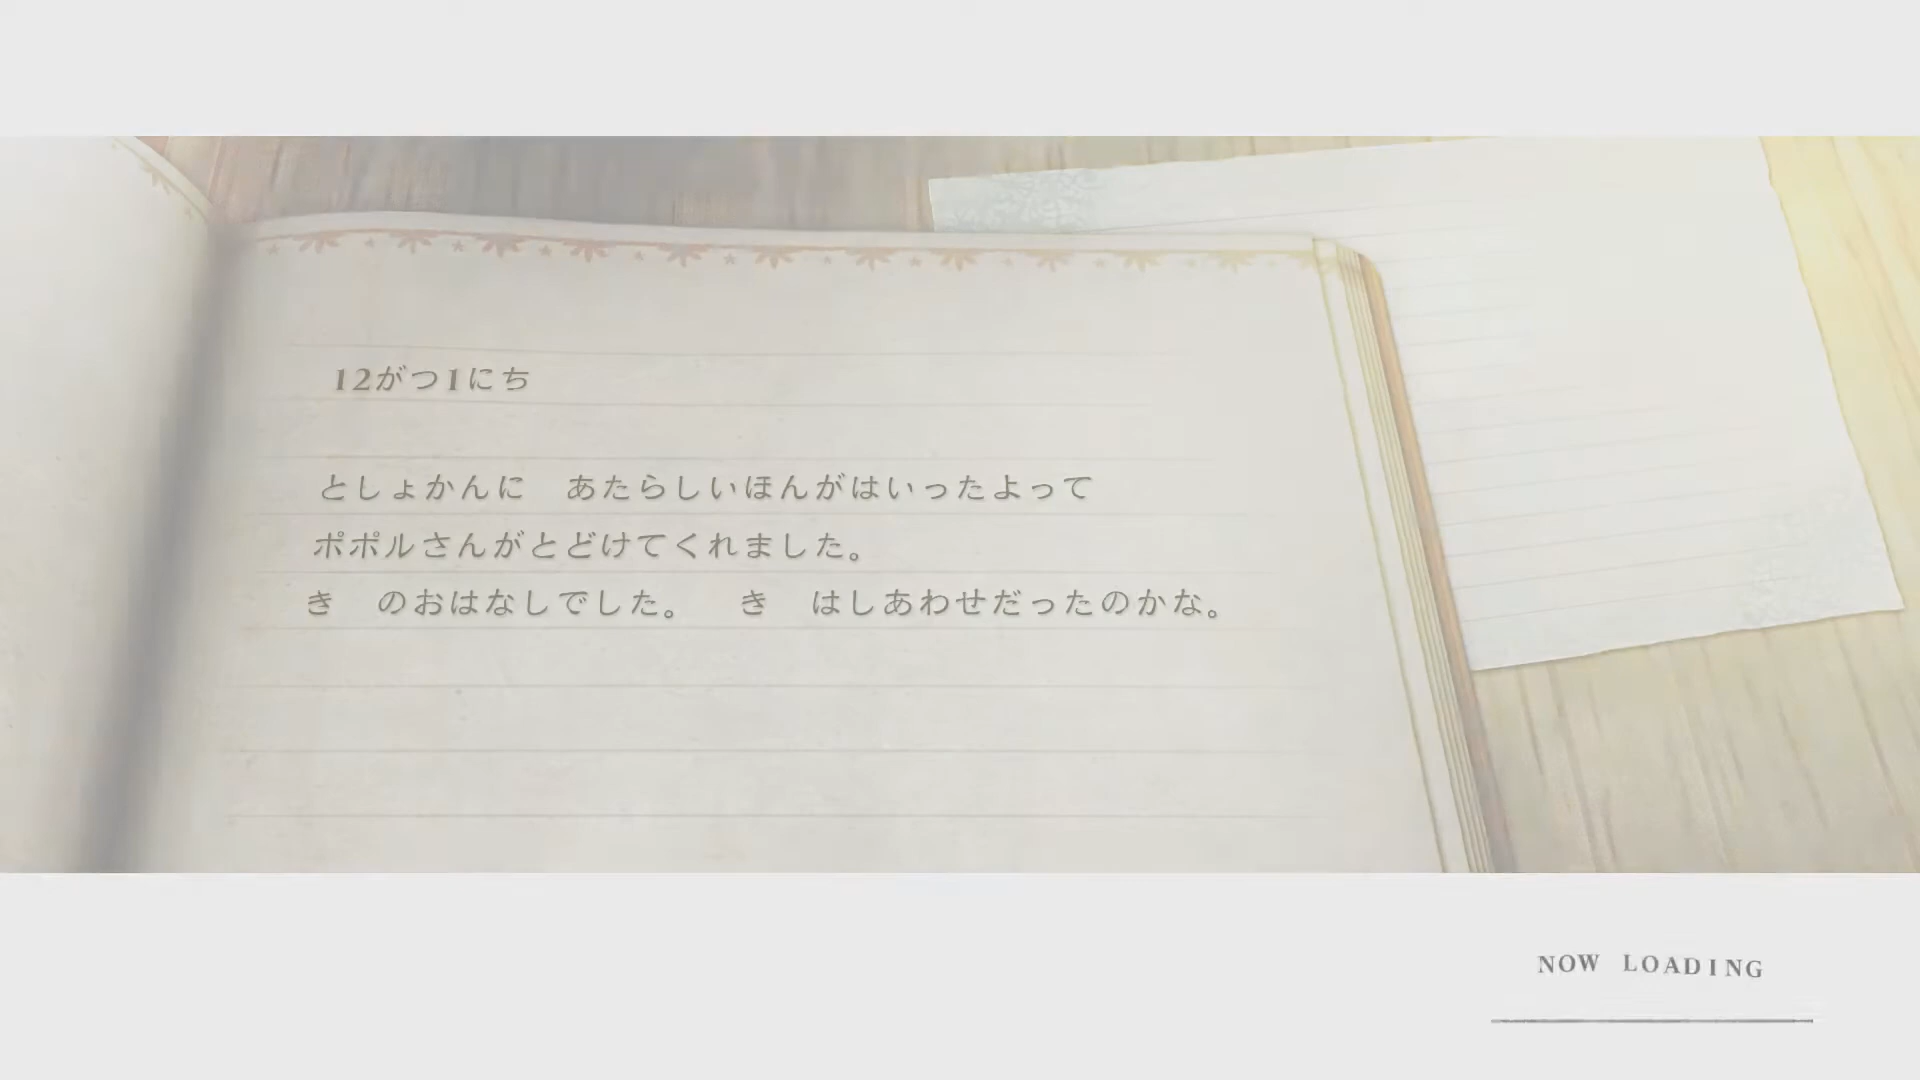 12がつ1にち
としょかんに　あたらしいほんがはいったよって
ポポルさんがとどけてくれました。
き　のおはなしでした。　き　はしあわせだったのかな。
NOW LOADING